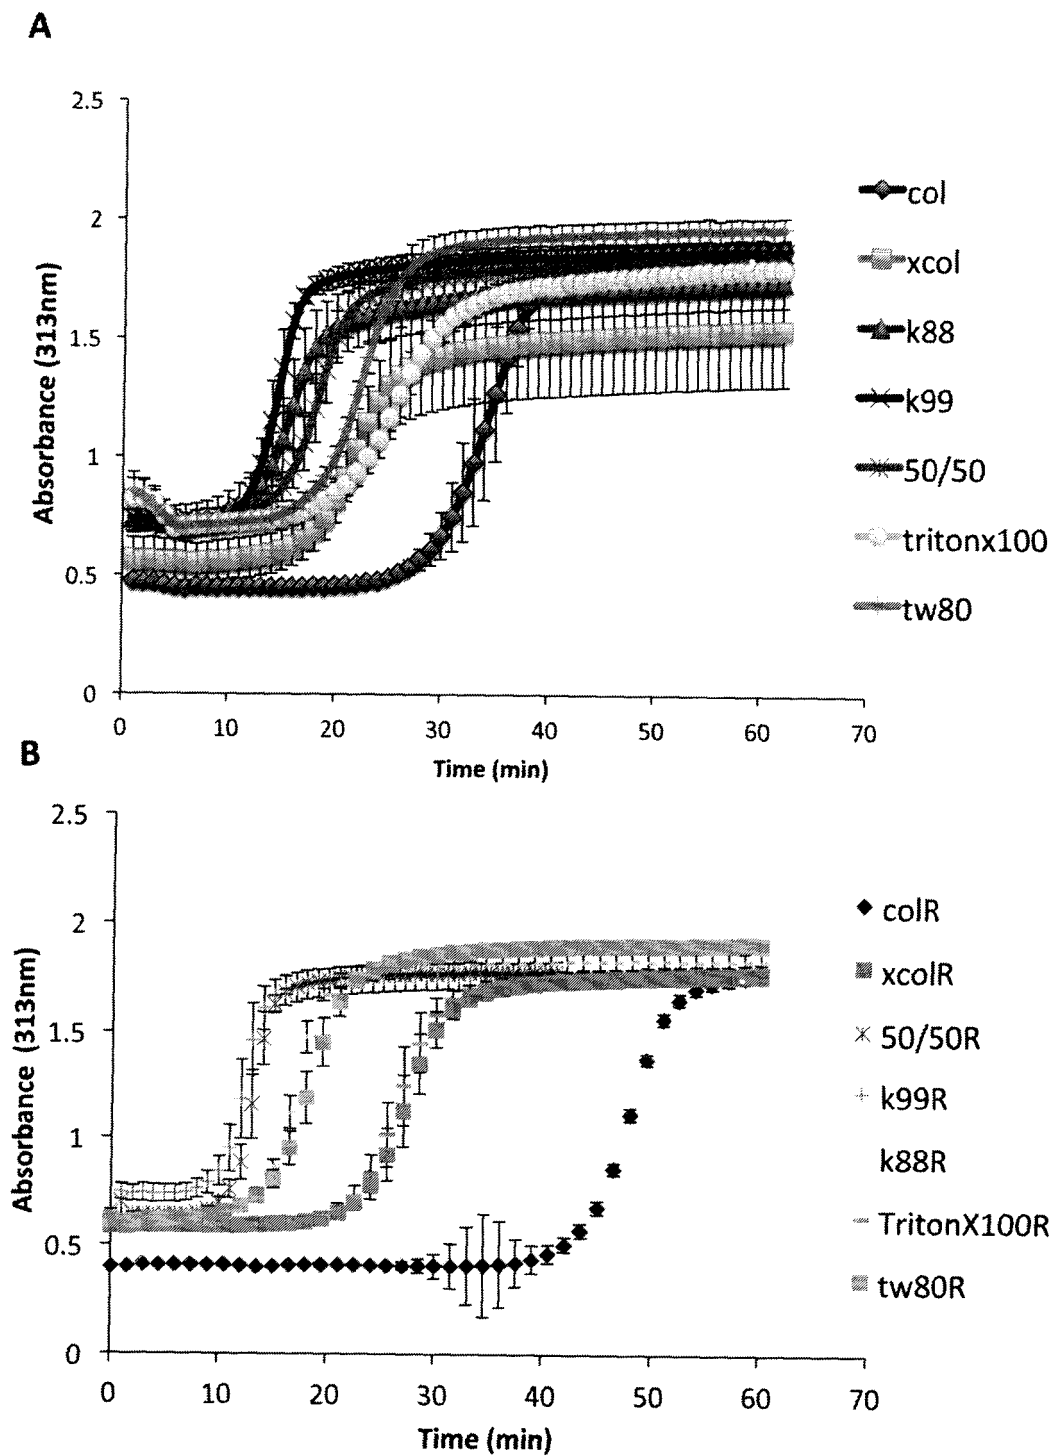 A
2.5
2
1.5
1
0.5
0
Absorbance (313nm)
0 10 20 30 40 50 60 70
Time (min)
col
xcol
k88
k99
50/50
tritonx100
tw80
B
2.5
2
1.5
1
0.5
0
Absorbance (313nm)
0 10 20 30 40 50 60 70
Time (min)
colR
xcolR
50/50R
k99R
k88R
TritonX100R
tw80R